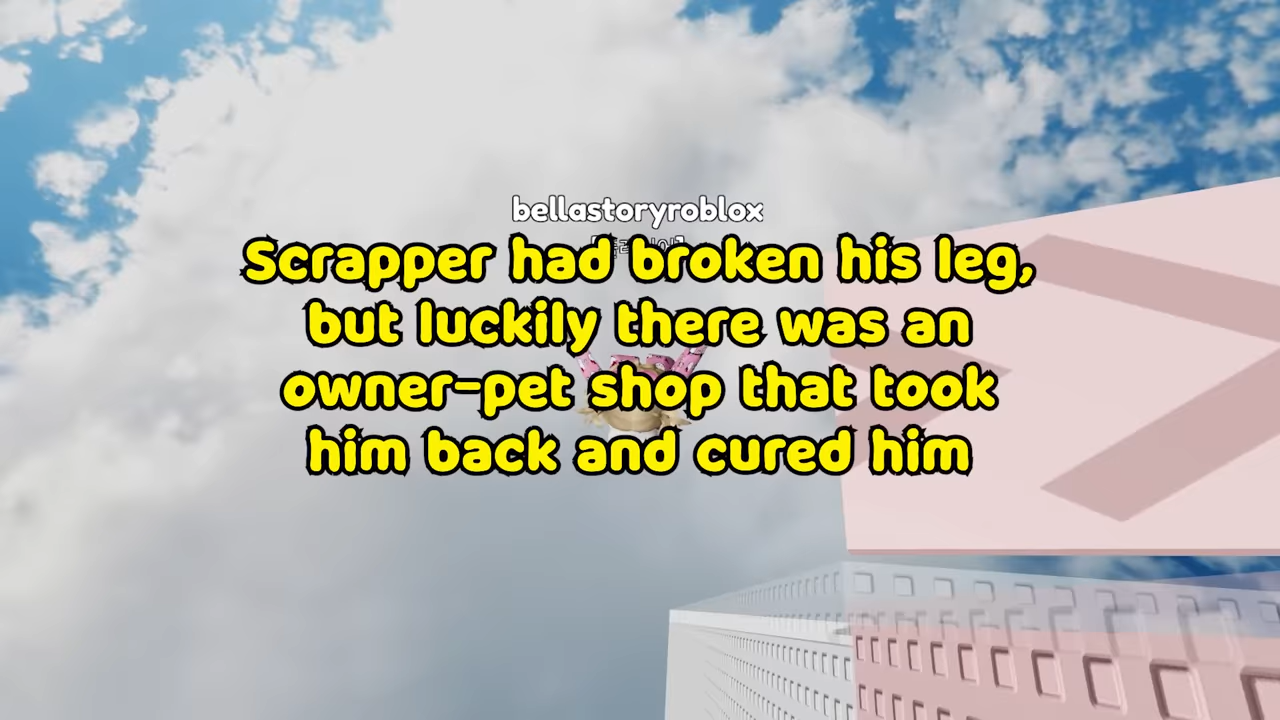 bellastoryroblox
Scrapper had broken his leg,
but luckily there was an
owner-pet shop that took
him back and cured him